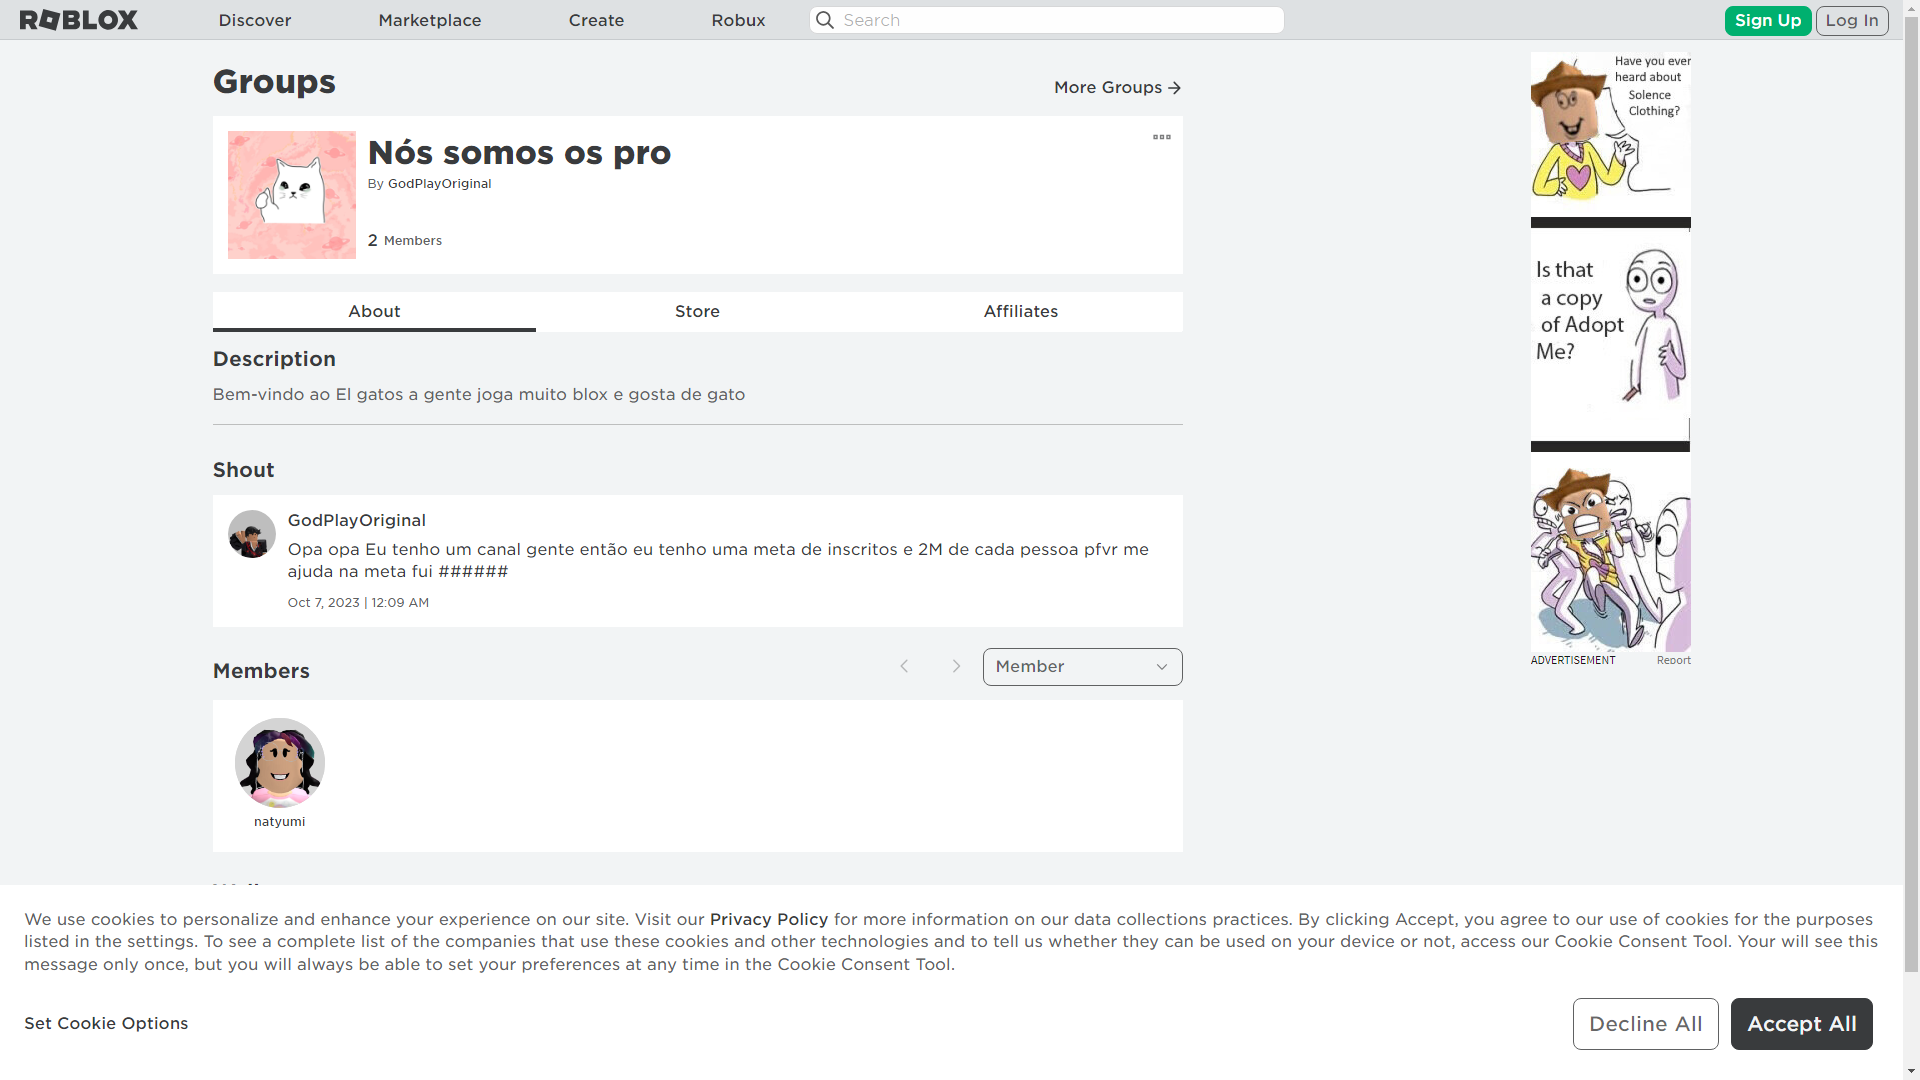 ROBLOX
Discover
Marketplace
Create
Robux
Search
Sign Up
Log In
Groups
More Groups
Nós somos os pro
By GodPlayOriginal
2 Members
About
Store
Affiliates
Description
Bem-vindo ao El gatos a gente joga muito blox e gosta de gato
Shout
GodPlayOriginal
Opa opa Eu tenho um canal gente então eu tenho uma meta de inscritos e 2M de cada pessoa pfvr me
ajuda na meta fui ######
Oct 7, 2023 | 12:09 AM
Members
Member
natyumi
Have you ever
heard about
Solence
Clothing?
Is that
a copy
of Adopt
Me?
ADVERTISEMENT
Report
We use cookies to personalize and enhance your experience on our site. Visit our Privacy Policy for more information on our data collections practices. By clicking Accept, you agree to our use of cookies for the purposes
listed in the settings. To see a complete list of the companies that use these cookies and other technologies and to tell us whether they can be used on your device or not, access our Cookie Consent Tool. Your will see this
message only once, but you will always be able to set your preferences at any time in the Cookie Consent Tool.
Set Cookie Options
Decline All
Accept All